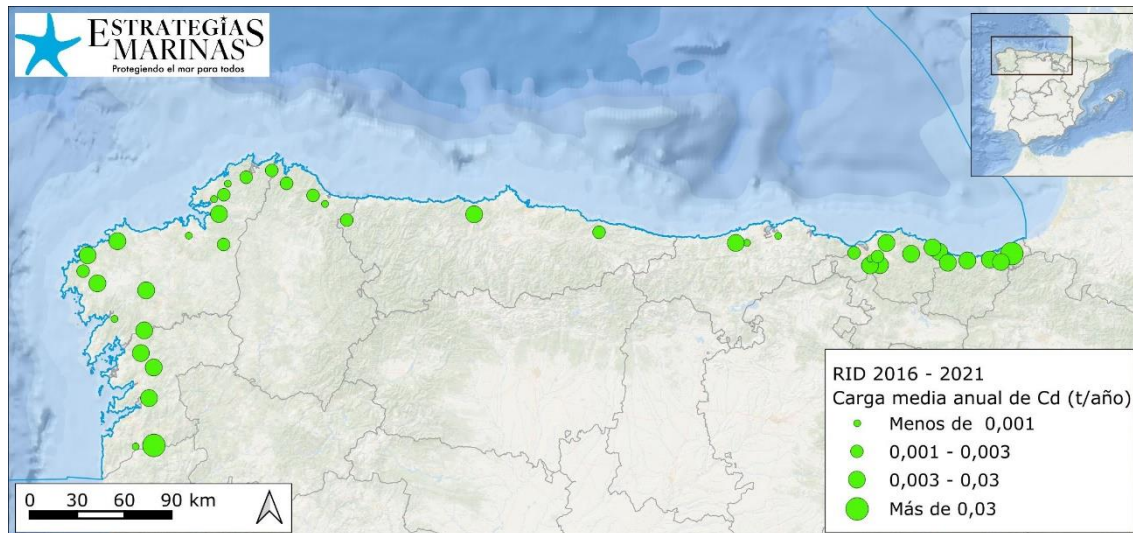 ESTRATEGIAS
MARINAS
Protegiendo el mar para todos
RID 2016 - 2021
Carga media anual de Cd (t/año)
Menos de 0,001
0,001 - 0,003
0,003 - 0,03
Más de 0,03
0 30 60 90 km